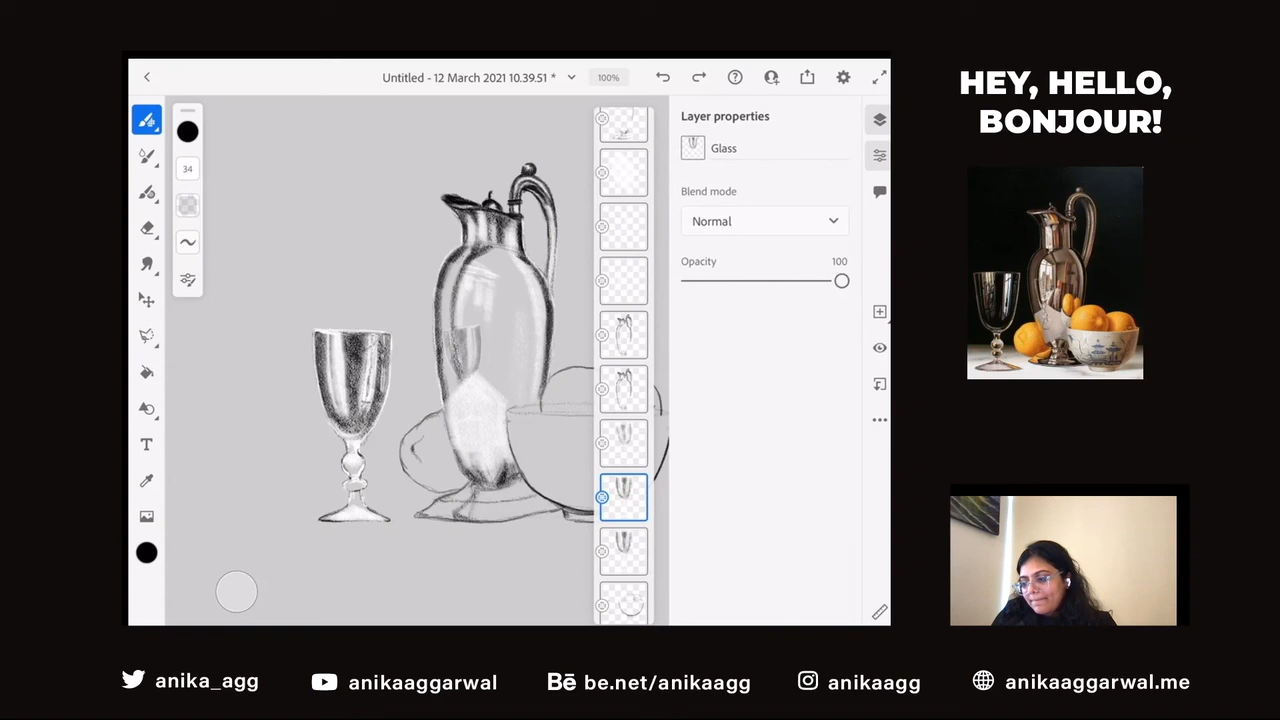 Untitled - 12 March 2021 10.39.51 *
100%
HEY, HELLO,
BONJOUR!
Layer properties
Glass
34
Blend mode
Normal
Opacity 100
T
anika_agg
anikaaggarwal
Bē be.net/anikaagg
anikaagg
anikaaggarwal.me